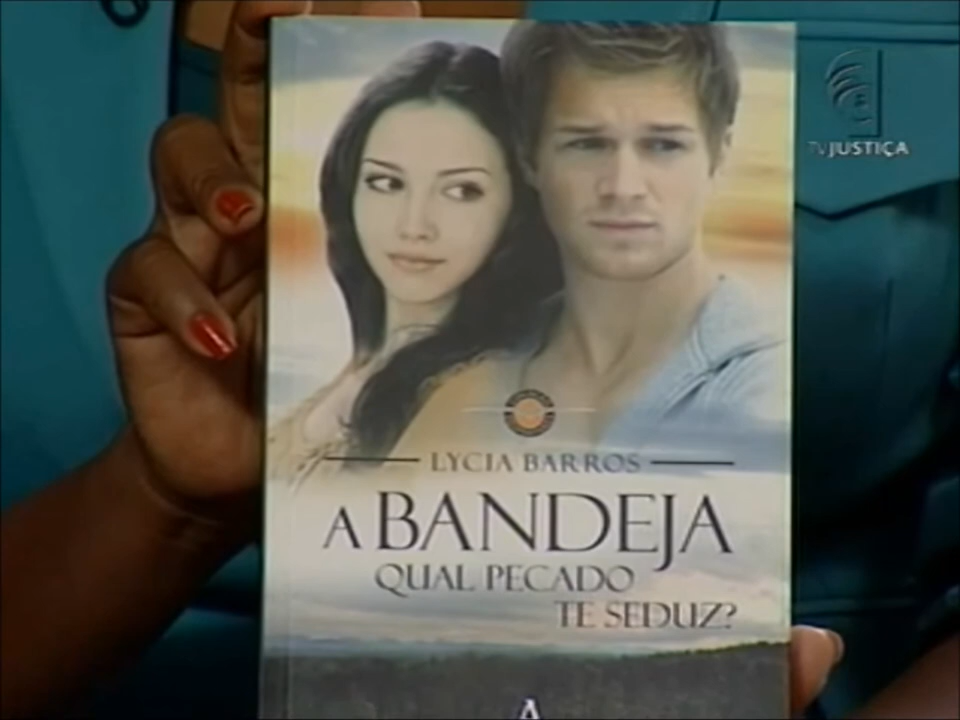 TV JUSTIÇA
LYCIA BARROS
A BANDEJA
QUAL PECADO
TE SEDUZ?